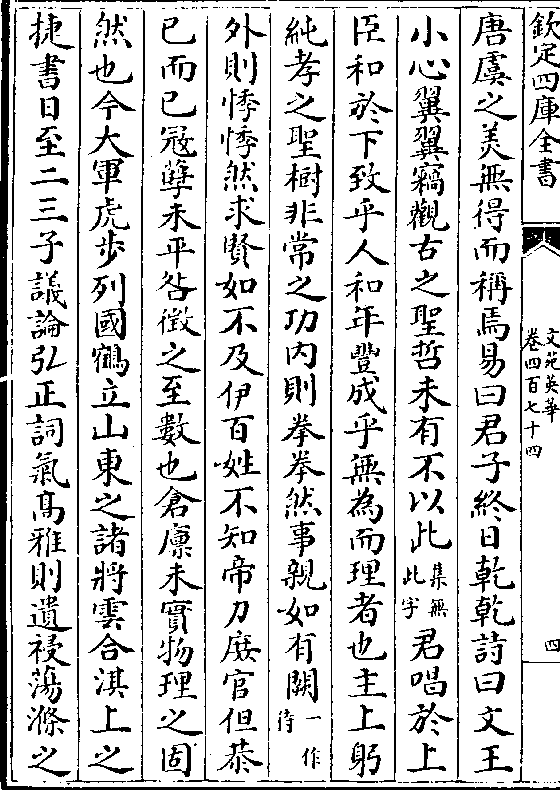 欽定四庫全書
文苑英華
卷四百七十四
四
唐虞之美無得而稱焉易曰君子終日乾乾詩曰文王
小心翼翼竊觀古之聖哲未有不以此集無此字君唱於上
臣和於下致乎人和年豐成乎無為而理者也主上躬
純孝之聖樹非常之功内則拳拳然事親如有闕一作待
外則悸悸然求賢如不及伊百姓不知帝力庶官但恭
已而已冦孽未平咎徵之至數也倉廩未實物理之固
然也今大軍虎步列國鶴立山東之諸將雲合淇上之
捷書日至二三子議論弘正詞氣髙雅則遺祲蕩滌之